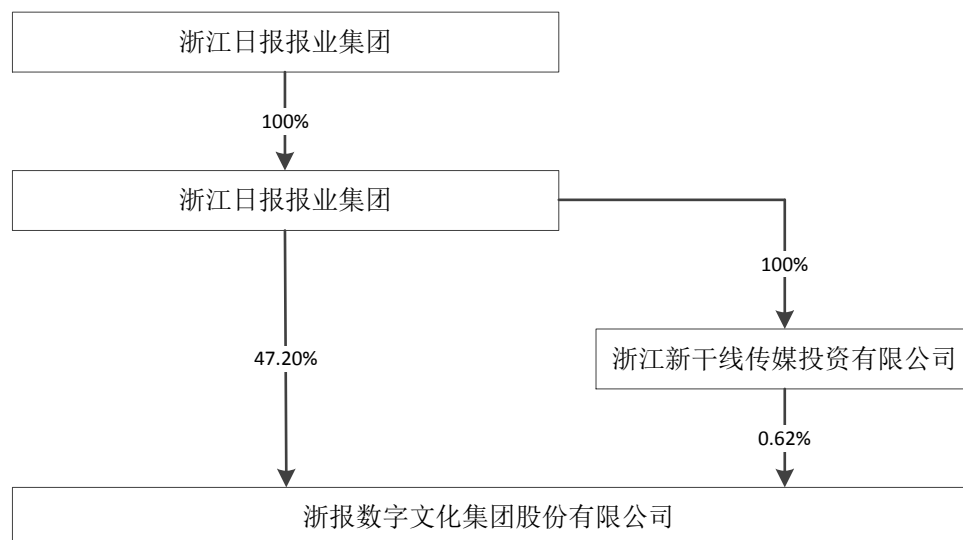 浙江日报报业集团
100%
浙江日报报业集团
100%
47.20%
浙江新干线传媒投资有限公司
0.62%
浙报数字文化集团股份有限公司